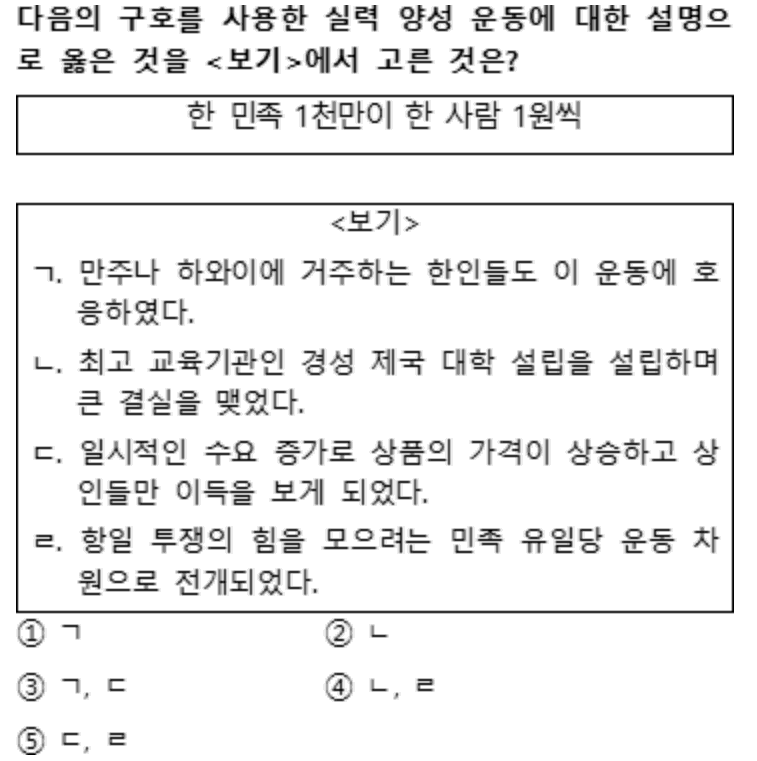 다음의 구호를 사용한 실력 양성 운동에 대한 설명으
로 옳은 것을 <보기>에서 고른 것은?
한 민족 1천만이 한 사람 1원씩
<보기>
ㄱ. 만주나 하와이에 거주하는 한인들도 이 운동에 호
응하였다.
ㄴ. 최고 교육기관인 경성 제국 대학 설립을 설립하며
큰 결실을 맺었다.
ㄷ. 일시적인 수요 증가로 상품의 가격이 상승하고 상
인들만 이득을 보게 되었다.
ㄹ. 항일 투쟁의 힘을 모으려는 민족 유일당 운동 차
원으로 전개되었다.
① ㄱ ② ㄴ
③ ㄱ, ㄷ ④ ㄴ, ㄹ
⑤ ㄷ, ㄹ